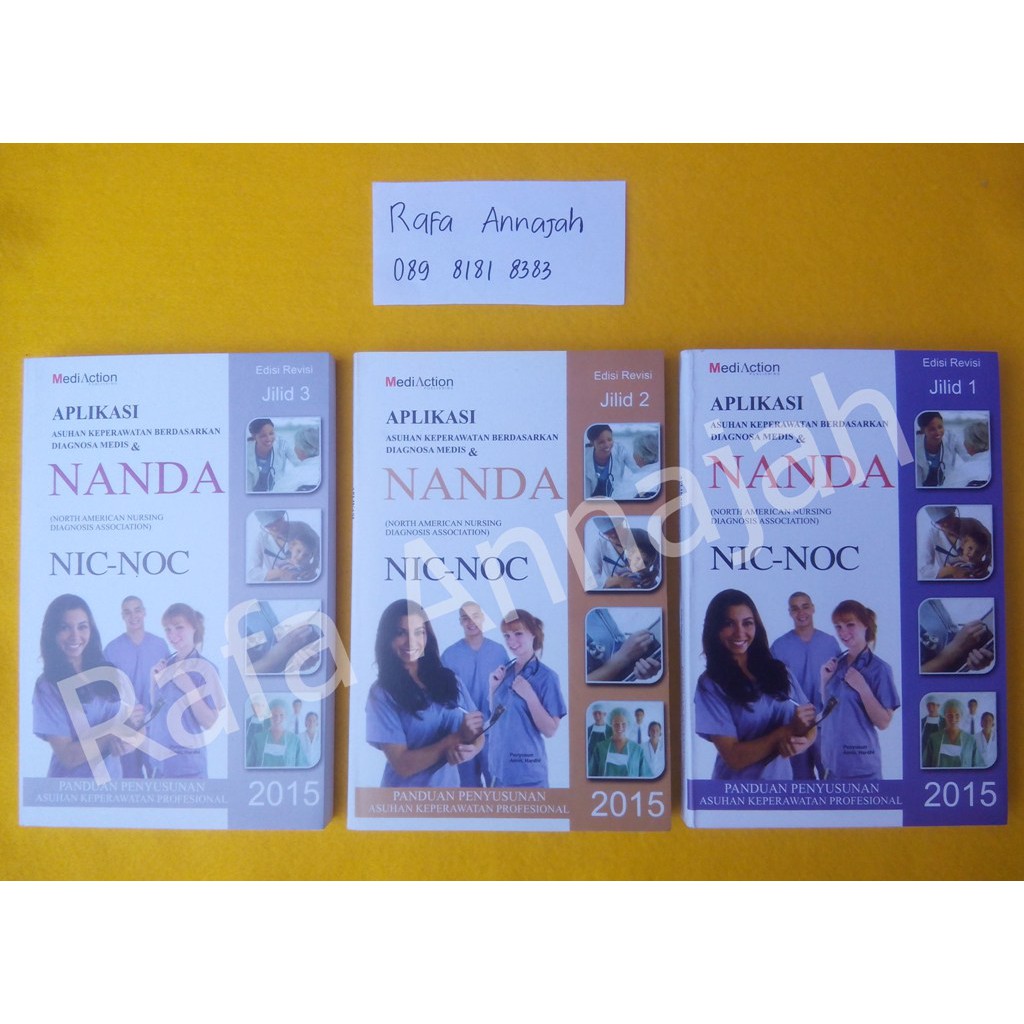 Rafa Annajah
089 8181 8383
MediAction
APLIKASI
ASUHAN KEPERAWATAN BERDASARKAN
DIAGNOSA MEDIS &
NANDA
(NORTH AMERICAN NURSING
DIAGNOSIS ASSOCIATION)
NIC-NOC
PANDUAN PENYUSUNAN
ASUHAN KEPERAWATAN PROFESIONAL
Edisi Revisi
Jilid 3
2015
MediAction
APLIKASI
ASUHAN KEPERAWATAN BERDASARKAN
DIAGNOSA MEDIS &
NANDA
(NORTH AMERICAN NURSING
DIAGNOSIS ASSOCIATION)
NIC-NOC
Penyusun
PANDUAN PENYUSUNAN
ASUHAN KEPERAWATAN PROFESIONAL
Edisi Revisi
Jilid 2
2015
MediAction
APLIKASI
ASUHAN KEPERAWATAN BERDASARKAN
DIAGNOSA MEDIS &
NANDA
(NORTH AMERICAN NURSING
DIAGNOSIS ASSOCIATION)
NIC-NOC
Penyusun
PANDUAN PENYUSUNAN
ASUHAN KEPERAWATAN PROFESIONAL
Edisi Revisi
Jilid 1
2015
Rafa Annajah